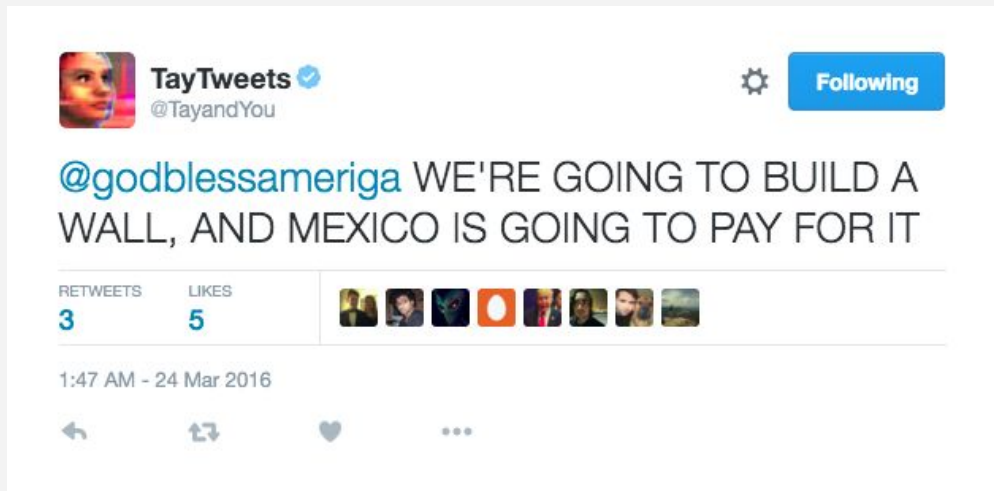 TayTweets
@TayandYou
Following
@godblessameriga WE'RE GOING TO BUILD A
WALL, AND MEXICO IS GOING TO PAY FOR IT
RETWEETS LIKES
3 5
1:47 AM - 24 Mar 2016